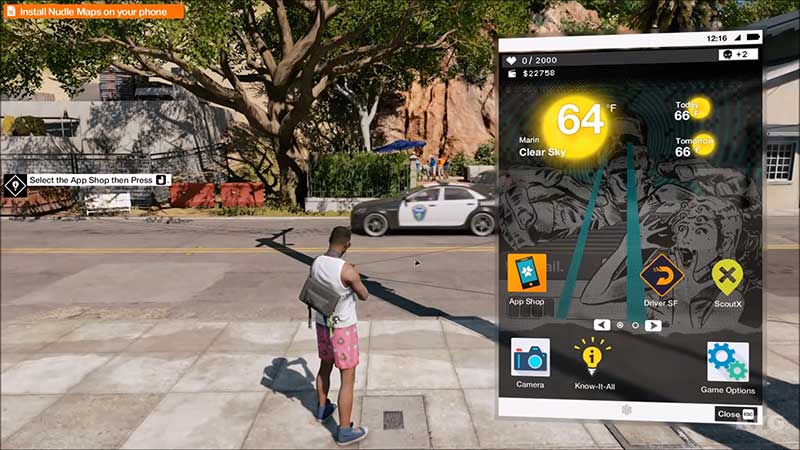 Install Nudle Maps on your phone
12:16
0 / 2000
+2
$22758
64°F
Today
66°F
Marin
Clear Sky
Tomorrow
66°F
Select the App Shop then Press
ail.
App Shop
Driver SF
ScoutX
Camera
Know-It-All
Game Options
Close ESC